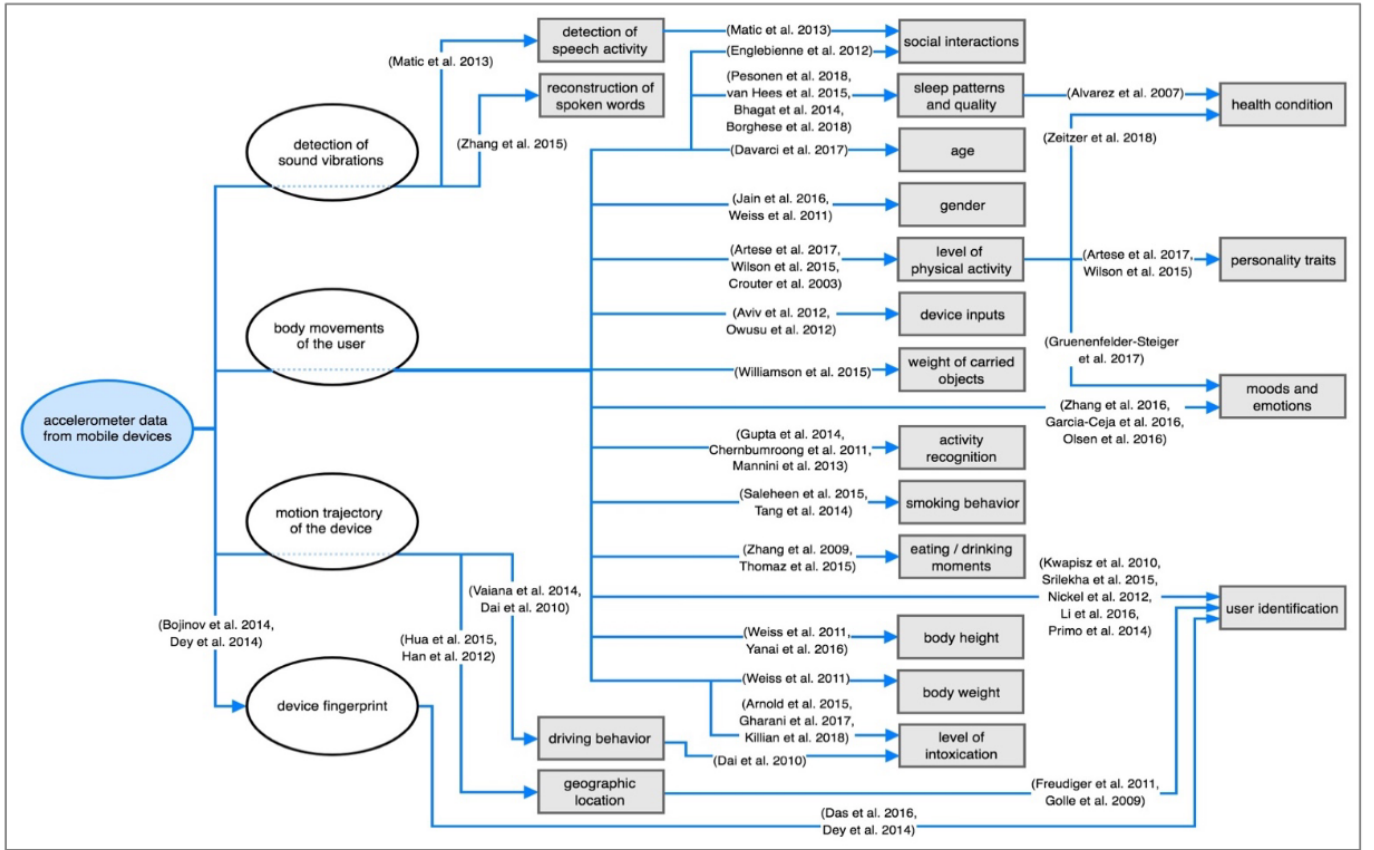 accelerometer data
from mobile devices
detection of
sound vibrations
body movements
of the user
motion trajectory
of the device
device fingerprint
(Matic et al. 2013)
(Zhang et al. 2015)
(Bojinov et al. 2014,
Dey et al. 2014)
(Hua et al. 2015,
Han et al. 2012)
(Vaiana et al. 2014,
Dai et al. 2010)
detection of
speech activity
reconstruction of
spoken words
driving behavior
geographic
location
(Matic et al. 2013)
(Englebienne et al. 2012)
(Pesonen et al. 2018,
van Hees et al. 2015,
Bhagat et al. 2014,
Borghese et al. 2018)
(Davarci et al. 2017)
(Jain et al. 2016,
Weiss et al. 2011)
(Artese et al. 2017,
Wilson et al. 2015,
Crouter et al. 2003)
(Aviv et al. 2012,
Owusu et al. 2012)
(Williamson et al. 2015)
(Gupta et al. 2014,
Chernbumroong et al. 2011,
Mannini et al. 2013)
(Saleheen et al. 2015,
Tang et al. 2014)
(Zhang et al. 2009,
Thomaz et al. 2015)
(Weiss et al. 2011,
Yanai et al. 2016)
(Weiss et al. 2011)
(Arnold et al. 2015,
Gharani et al. 2017,
Killian et al. 2018)
(Dai et al. 2010)
(Das et al. 2016,
Dey et al. 2014)
social interactions
sleep patterns
and quality
age
gender
level of
physical activity
device inputs
weight of carried
objects
activity
recognition
smoking behavior
eating / drinking
moments
body height
body weight
level of
intoxication
(Alvarez et al. 2007)
(Zeitzer et al. 2018)
(Artese et al. 2017,
Wilson et al. 2015)
(Gruenenfelder-Steiger
et al. 2017)
(Zhang et al. 2016,
Garcia-Ceja et al. 2016,
Olsen et al. 2016)
(Kwapisz et al. 2010,
Srilekha et al. 2015,
Nickel et al. 2012,
Li et al. 2016,
Primo et al. 2014)
(Freudiger et al. 2011,
Golle et al. 2009)
health condition
personality traits
moods and
emotions
user identification